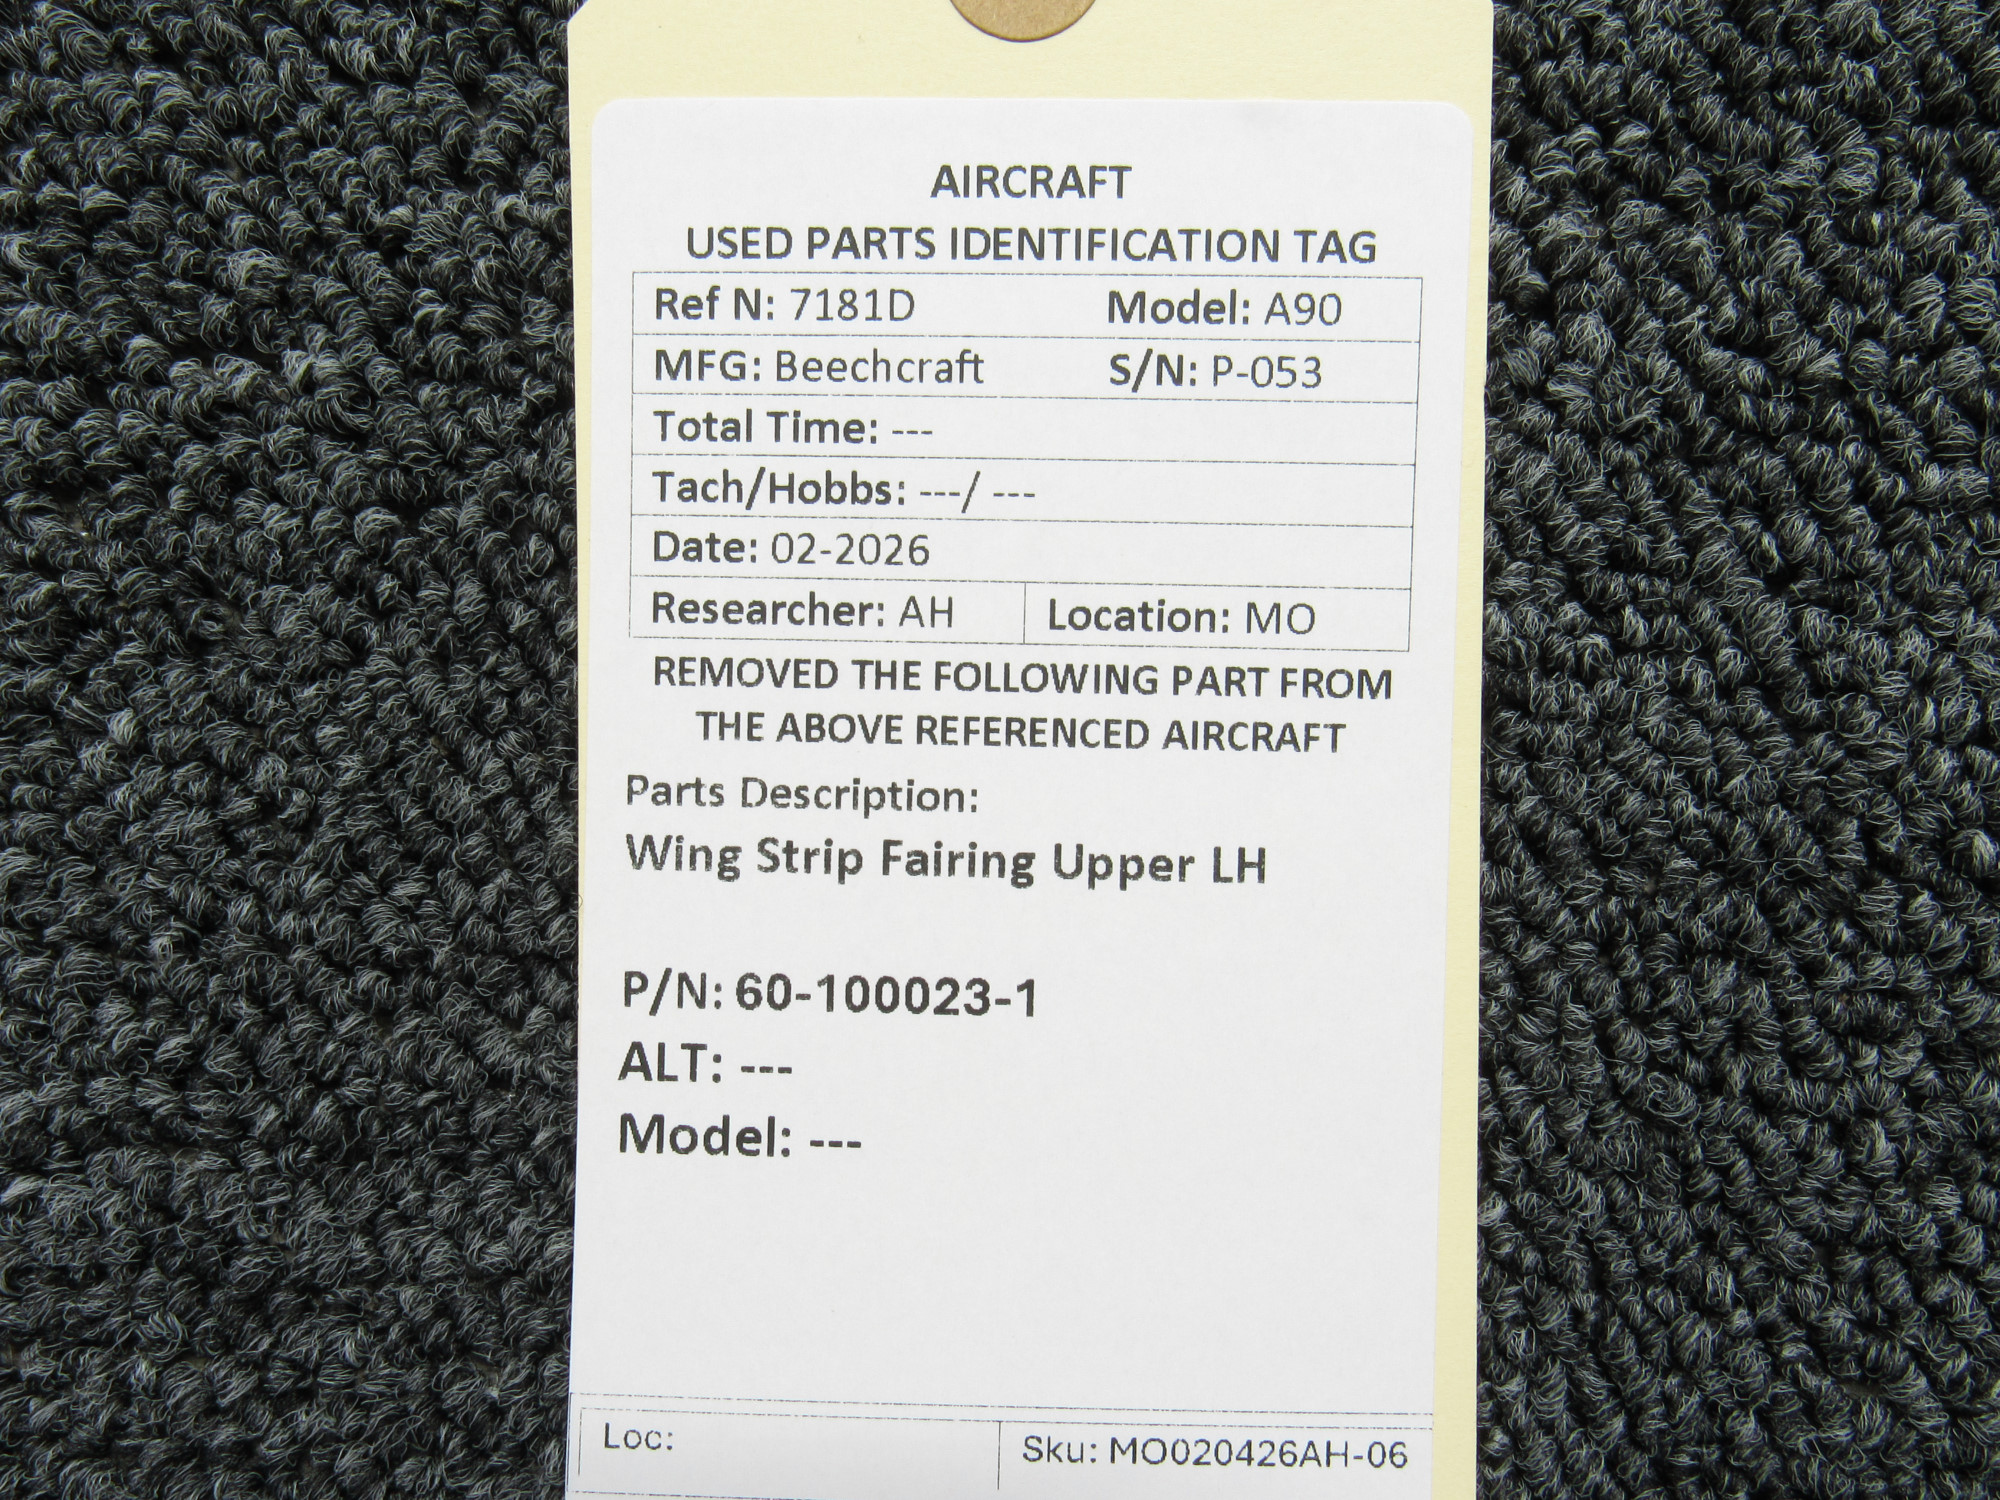 AIRCRAFT
USED PARTS IDENTIFICATION TAG
Ref N: 7181D Model: A90
MFG: Beechcraft S/N: P-053
Total Time: ---
Tach/Hobbs: ---/ ---
Date: 02-2026
Researcher: AH Location: MO
REMOVED THE FOLLOWING PART FROM
THE ABOVE REFERENCED AIRCRAFT
Parts Description:
Wing Strip Fairing Upper LH
P/N: 60-100023-1
ALT: ---
Model: ---
Loc: Sku: MO020426AH-06